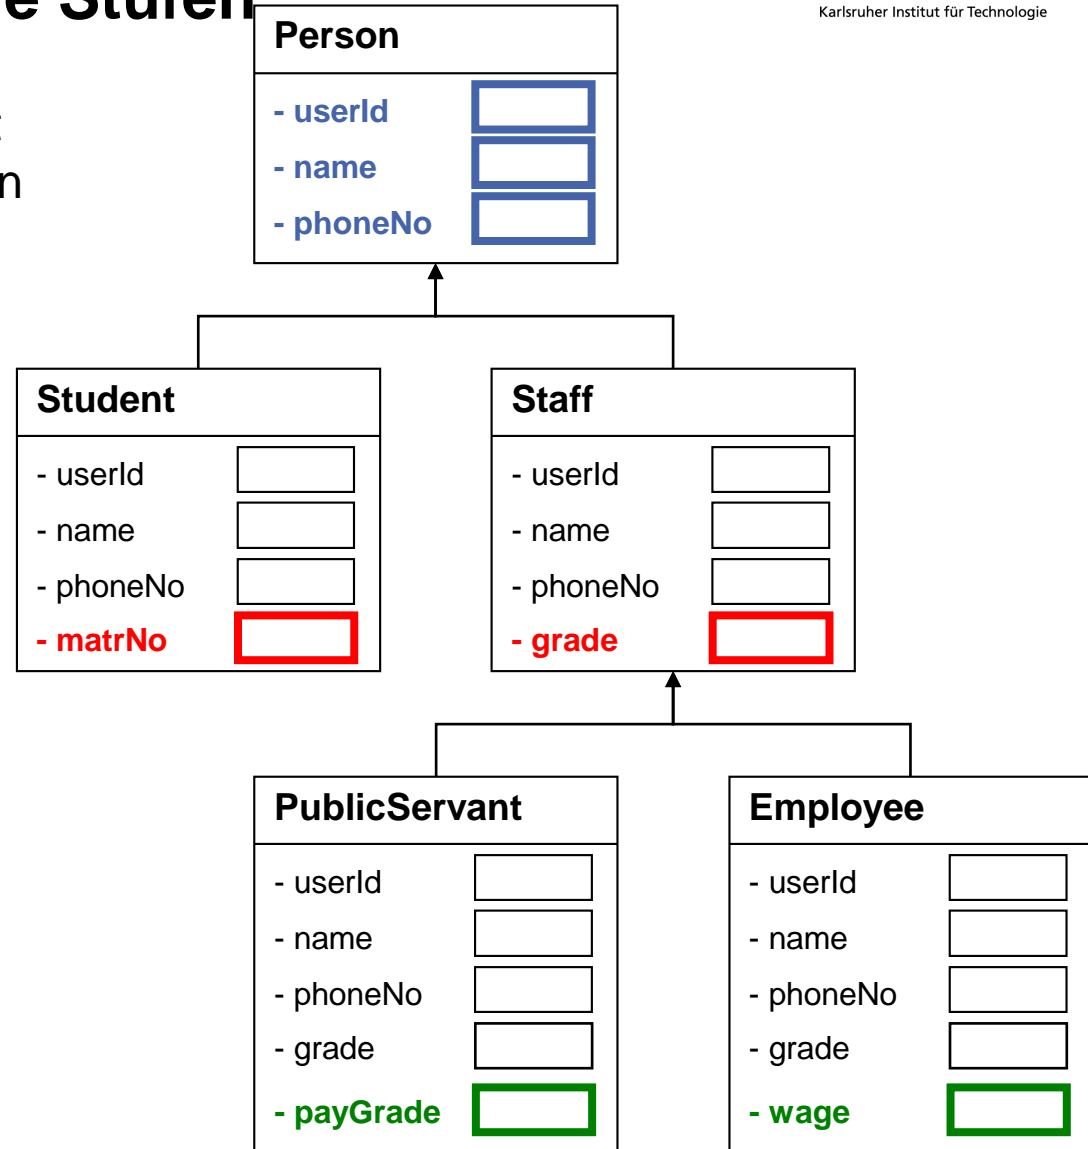 e Stufen
Karlsruher Institut für Technologie
n
Person
- userId
- name
- phoneNo
Student
- userId
- name
- phoneNo
- matrNo
Staff
- userId
- name
- phoneNo
- grade
PublicServant
- userId
- name
- phoneNo
- grade
- payGrade
Employee
- userId
- name
- phoneNo
- grade
- wage